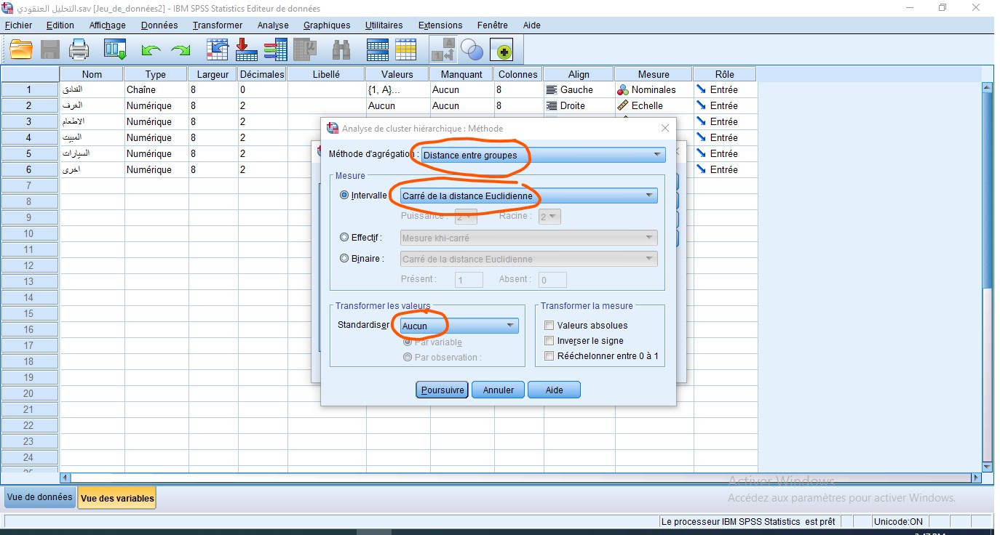 التحليل العنقودي.sav [Jeu_de_données2] - IBM SPSS Statistics Editeur de données
Fichier Edition Affichage Données Transformer Analyse Graphiques Utilitaires Extensions Fenêtre Aide
Nom Type Largeur Décimales Libellé Valeurs Manquant Colonnes Align Mesure Rôle
1 الفنادق Chaîne 8 0 {1, A}... Aucun 8 Gauche Nominales Entrée
2 الغرف Numérique 8 2 Aucun Aucun 8 Droite Echelle Entrée
3 الاطعام Numérique 8 2 Entrée
4 المبيت Numérique 8 2 Entrée
5 السيارات Numérique 8 2 Entrée
6 اخرى Numérique 8 2 Entrée
7
8
9
10
11
12
13
14
15
16
17
18
19
20
21
22
23
24
Analyse de cluster hiérarchique : Méthode
Méthode d'agrégation : Distance entre groupes
Mesure
Intervalle Carré de la distance Euclidienne
Puissance : 2 Racine : 2
Effectif : Mesure khi-carré
Binaire : Carré de la distance Euclidienne
Présent : 1 Absent : 0
Transformer les valeurs
Standardiser Aucun
Par variable
Par observation :
Transformer la mesure
Valeurs absolues
Inverser le signe
Rééchelonner entre 0 à 1
Poursuivre Annuler Aide
Activer Windows
Accédez aux paramètres pour activer Windows.
Vue de données Vue des variables
Le processeur IBM SPSS Statistics est prêt Unicode:ON